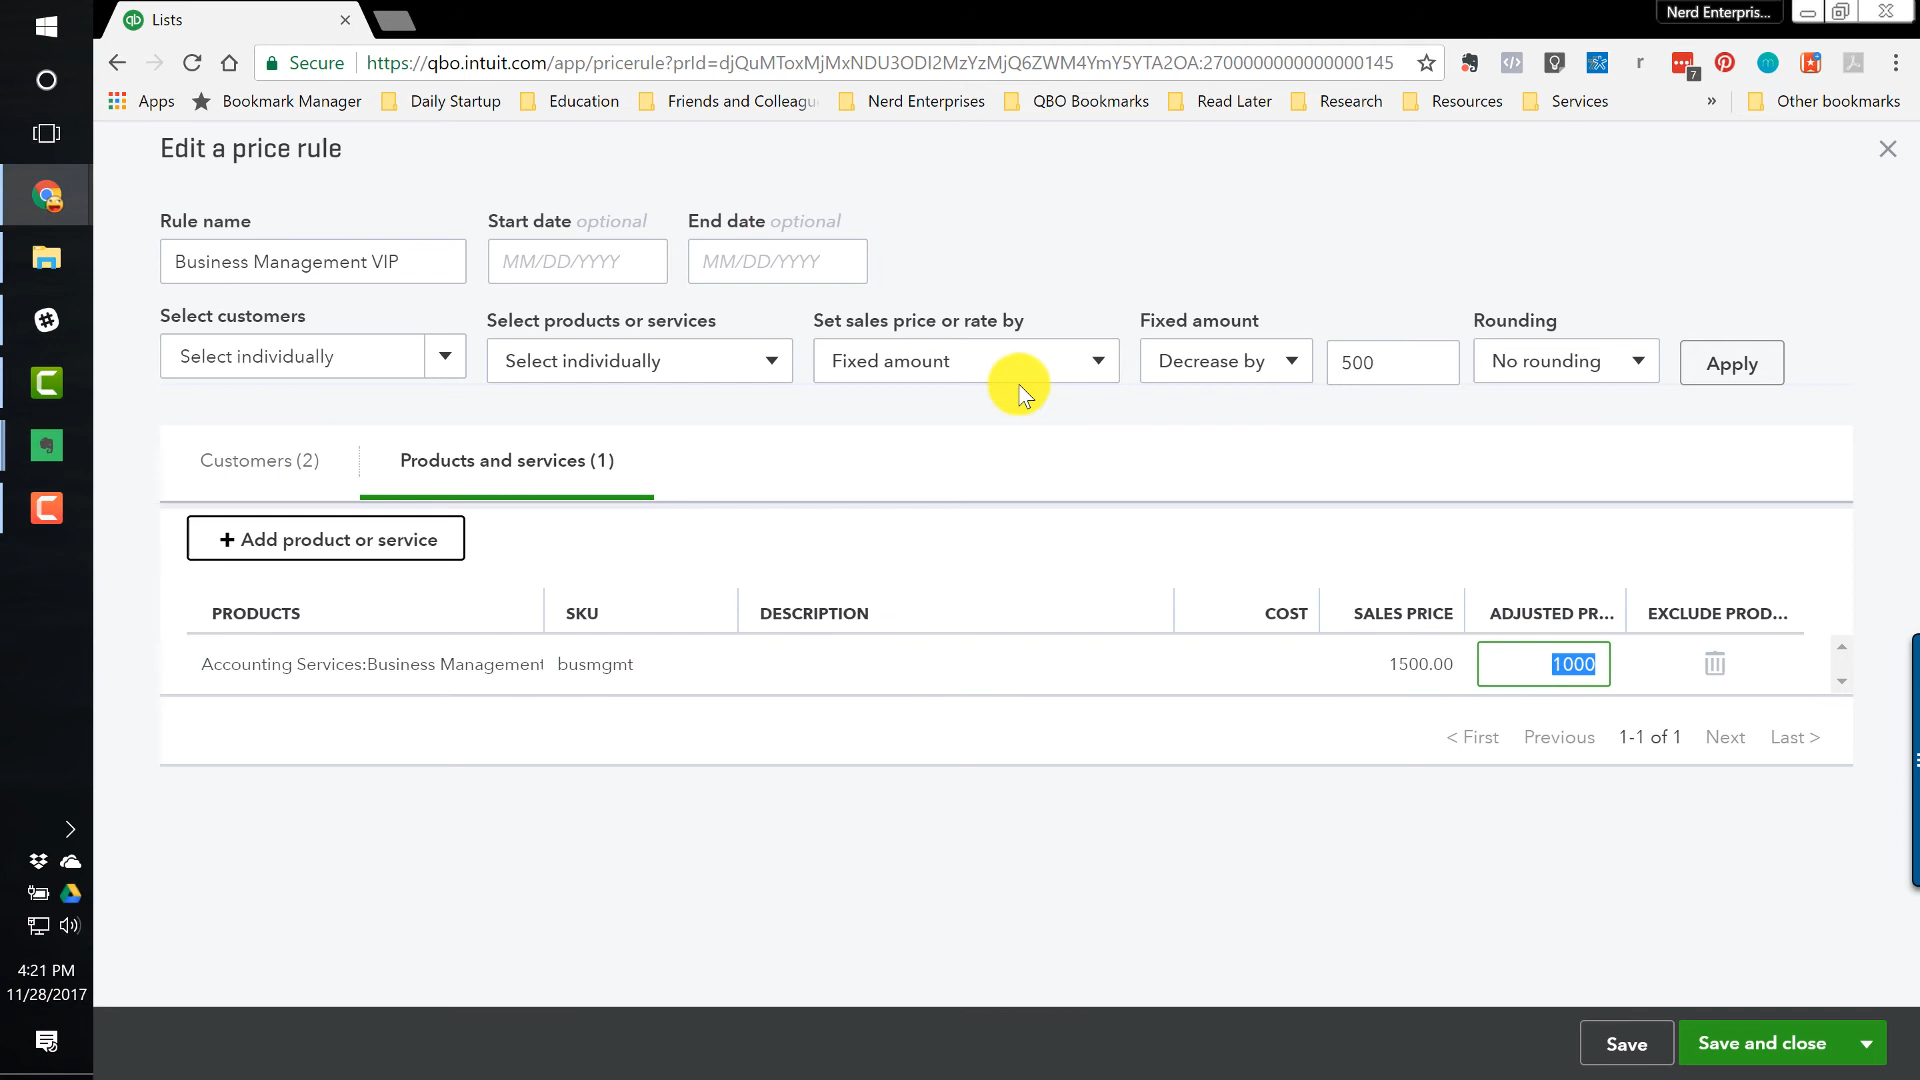 Lists
Nerd Enterpris...
Secure
https://qbo.intuit.com/app/pricerule?prId=djQuMToxMjMxNDU3ODI2MzYzMjQ6ZWM4YmY5YTA2OA:2700000000000000145
r
7
m
Apps
Bookmark Manager
Daily Startup
Education
Friends and Colleagu
Nerd Enterprises
QBO Bookmarks
Read Later
Research
Resources
Services
»
Other bookmarks
Edit a price rule
Rule name
Start date optional
End date optional
Business Management VIP
MM/DD/YYYY
MM/DD/YYYY
Select customers
Select products or services
Set sales price or rate by
Fixed amount
Rounding
Select individually
Select individually
Fixed amount
Decrease by
500
No rounding
Apply
Customers (2)
Products and services (1)
+ Add product or service
PRODUCTS
SKU
DESCRIPTION
COST
SALES PRICE
ADJUSTED PR...
EXCLUDE PROD...
Accounting Services:Business Management
busmgmt
1500.00
1000
< First
Previous
1-1 of 1
Next
Last >
4:21 PM
11/28/2017
Save
Save and close